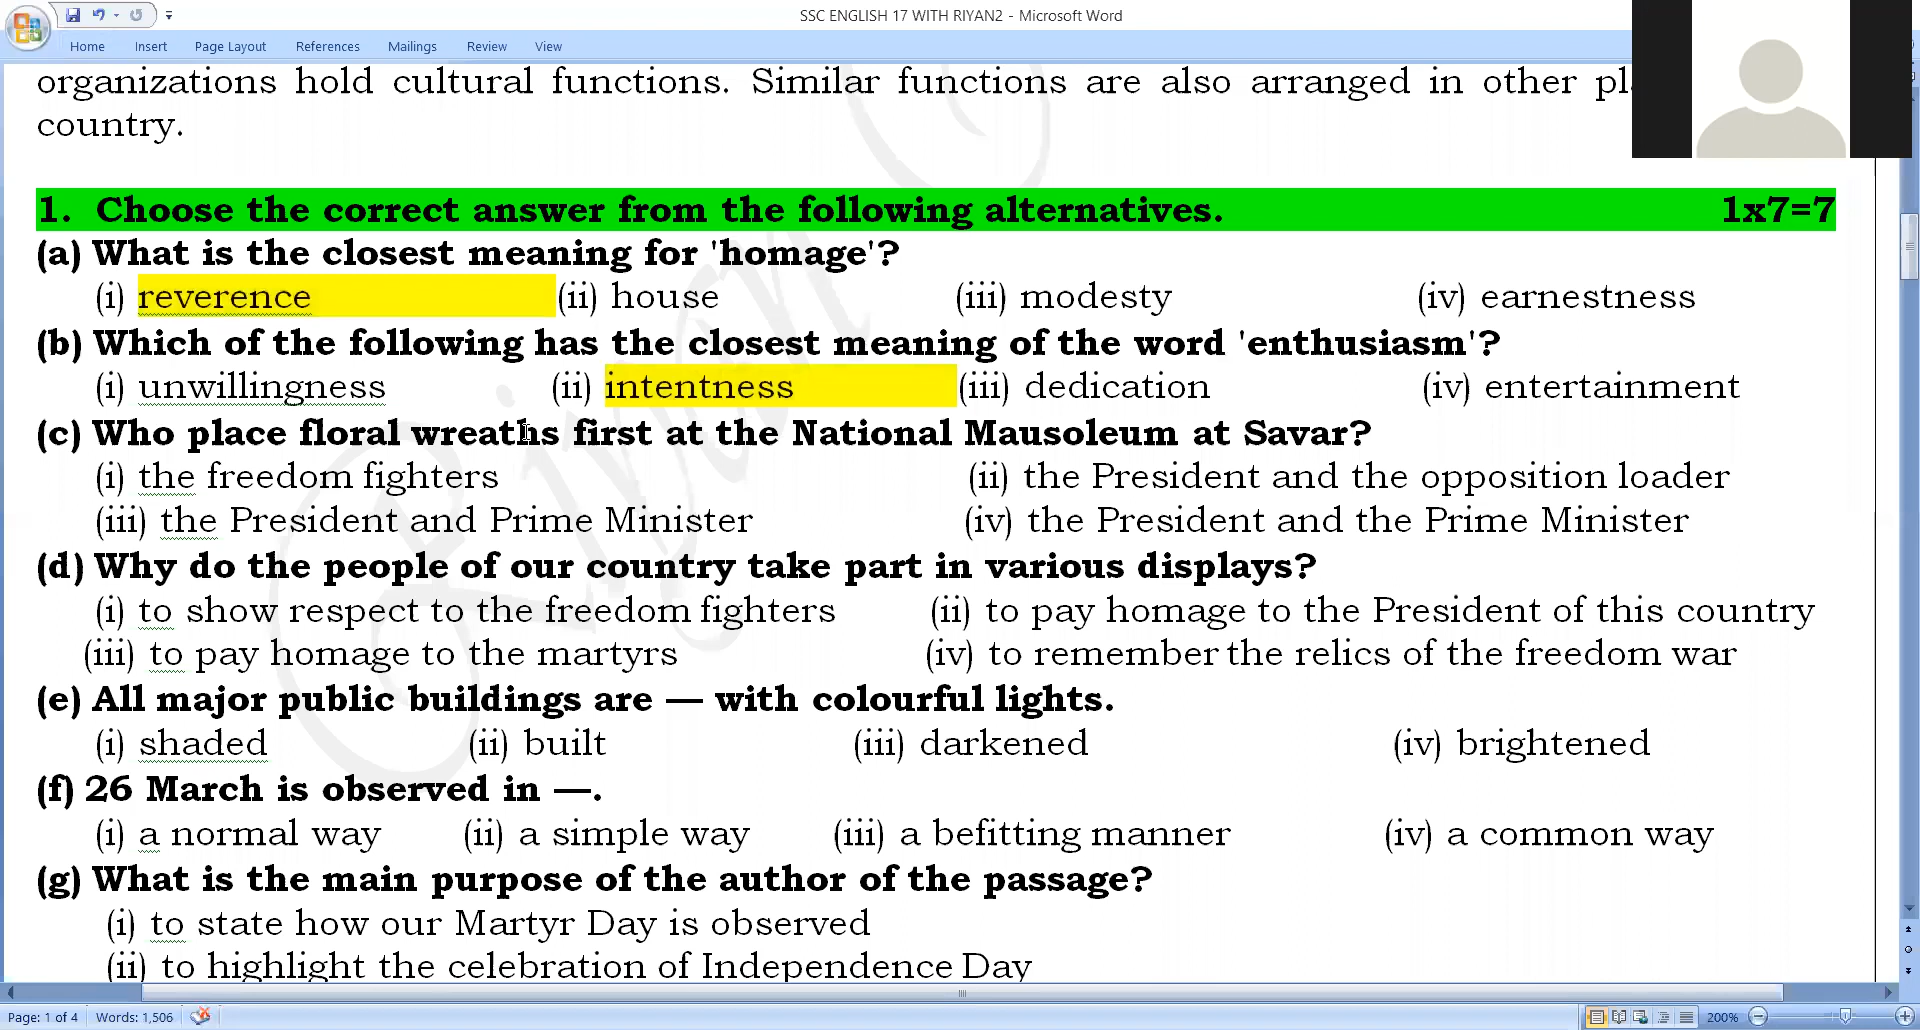 SSC ENGLISH 17 WITH RIYAN2 - Microsoft Word
Home Insert Page Layout References Mailings Review View
organizations hold cultural functions. Similar functions are also arranged in other
country.
1. Choose the correct answer from the following alternatives. 1x7=7
(a) What is the closest meaning for 'homage'?
(i) reverence (ii) house (iii) modesty (iv) earnestness
(b) Which of the following has the closest meaning of the word 'enthusiasm'?
(i) unwillingness (ii) intentness (iii) dedication (iv) entertainment
(c) Who place floral wreaths first at the National Mausoleum at Savar?
(i) the freedom fighters (ii) the President and the opposition loader
(iii) the President and Prime Minister (iv) the President and the Prime Minister
(d) Why do the people of our country take part in various displays?
(i) to show respect to the freedom fighters (ii) to pay homage to the President of this country
(iii) to pay homage to the martyrs (iv) to remember the relics of the freedom war
(e) All major public buildings are — with colourful lights.
(i) shaded (ii) built (iii) darkened (iv) brightened
(f) 26 March is observed in —.
(i) a normal way (ii) a simple way (iii) a befitting manner (iv) a common way
(g) What is the main purpose of the author of the passage?
(i) to state how our Martyr Day is observed
(ii) to highlight the celebration of Independence Day
Page: 1 of 4 Words: 1,506 200%